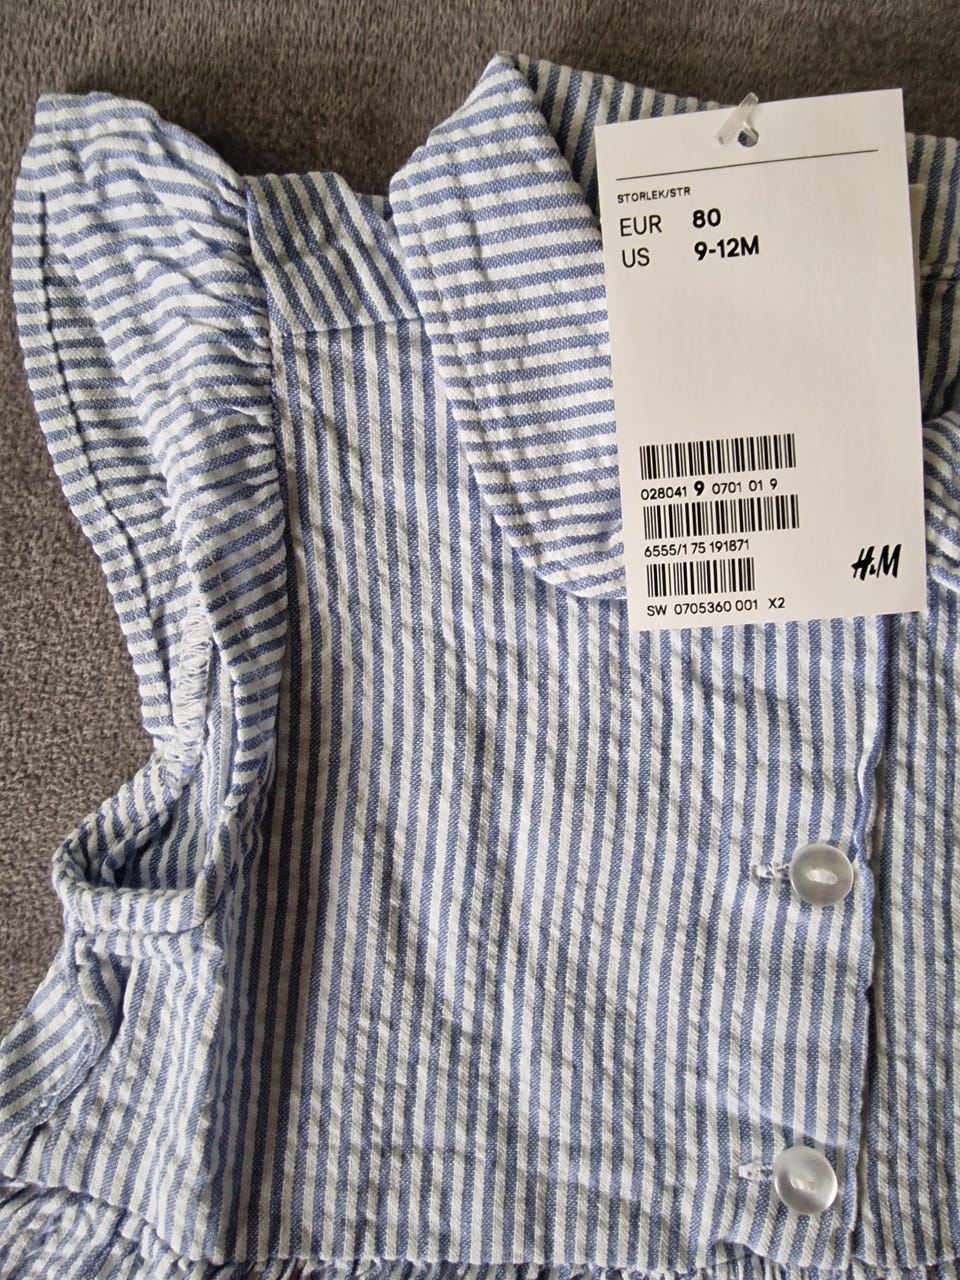 STORLEK/STR
EUR 80
US 9-12M
028041 9 0701 01 9
6555/1 75 191871
H&M
SW 0705360 001 X2